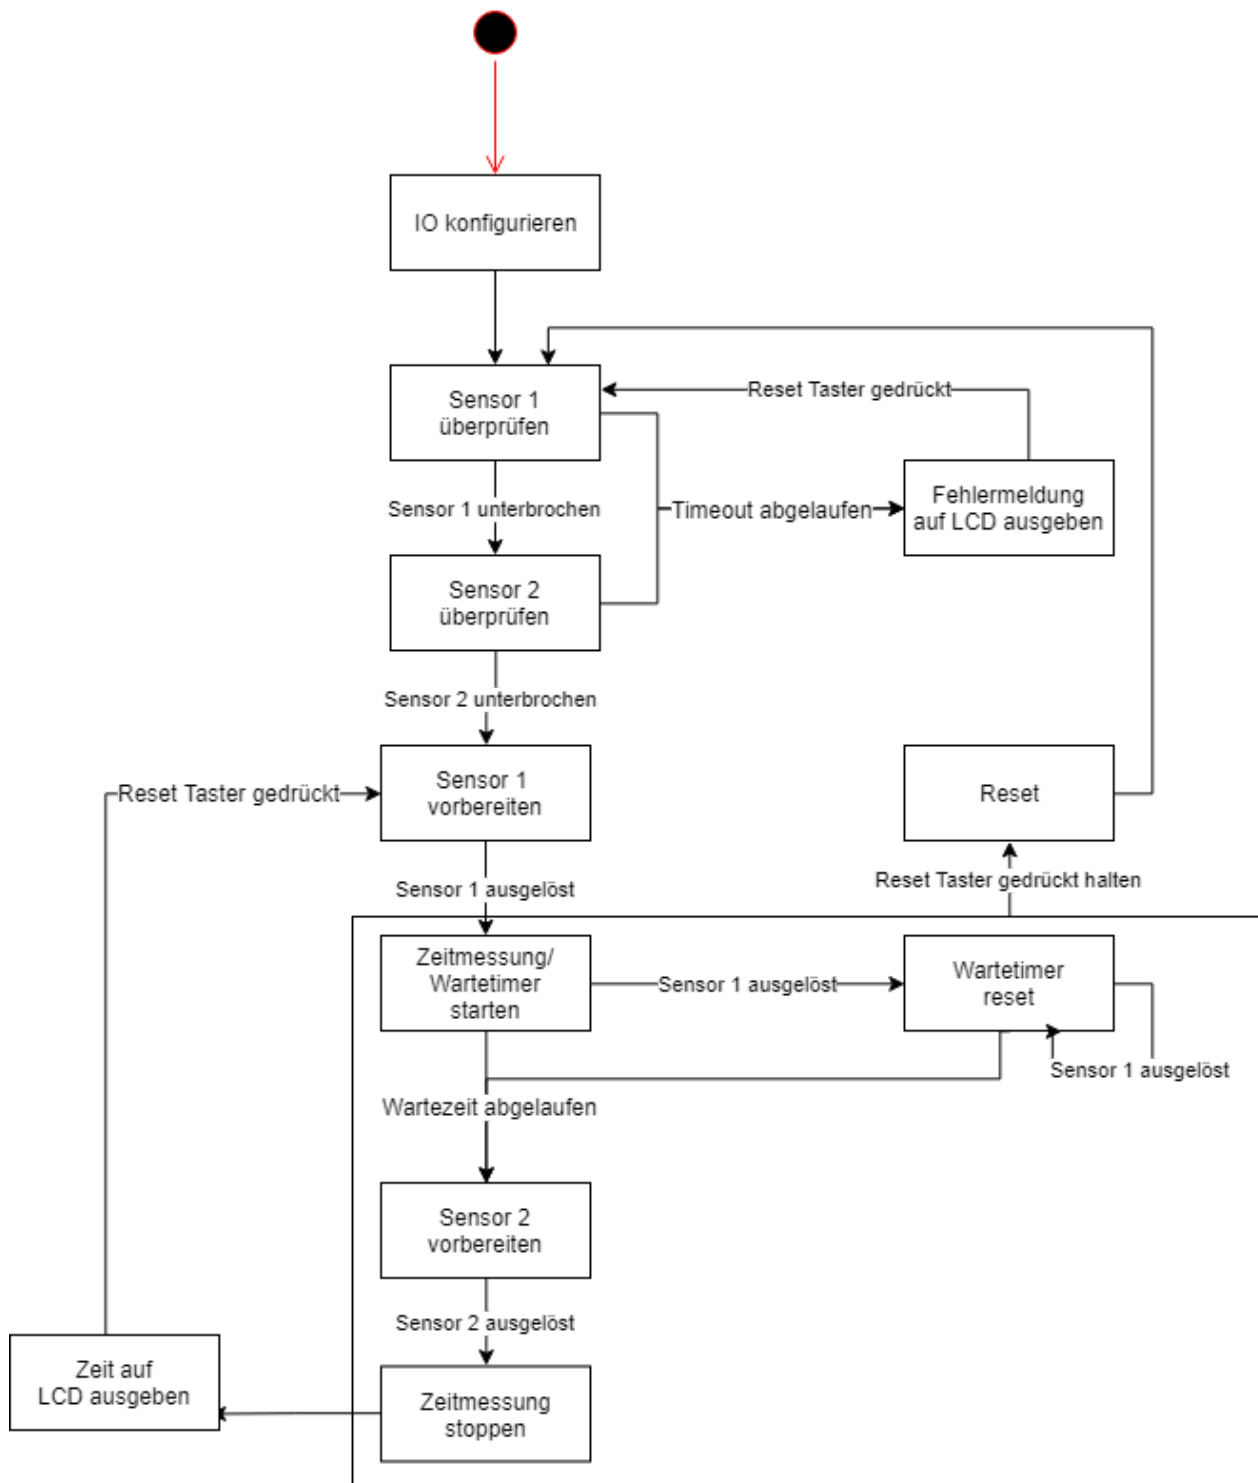 IO konfigurieren
Sensor 1
überprüfen
Reset Taster gedrückt
Sensor 1 unterbrochen
Timeout abgelaufen
Fehlermeldung
auf LCD ausgeben
Sensor 2
überprüfen
Sensor 2 unterbrochen
Reset Taster gedrückt
Sensor 1
vorbereiten
Reset
Sensor 1 ausgelöst
Reset Taster gedrückt halten
Zeitmessung/
Wartetimer
starten
Sensor 1 ausgelöst
Wartetimer
reset
Sensor 1 ausgelöst
Wartezeit abgelaufen
Sensor 2
vorbereiten
Sensor 2 ausgelöst
Zeit auf
LCD ausgeben
Zeitmessung
stoppen